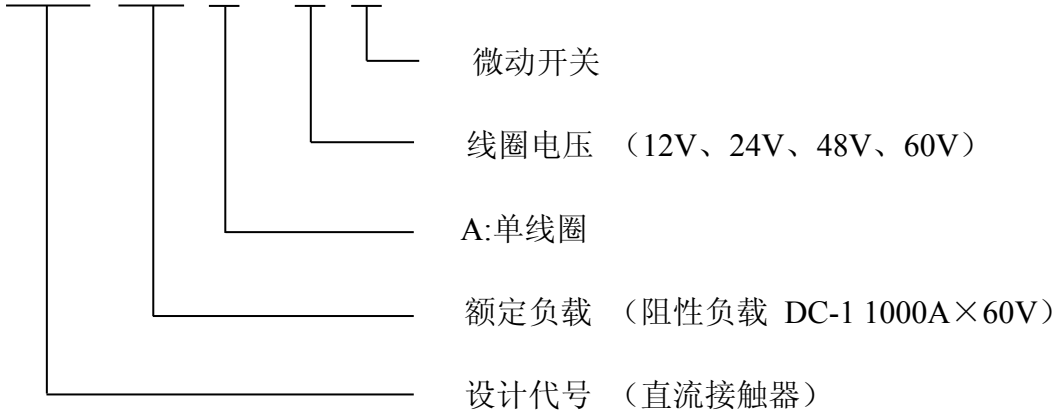 微动开关
线圈电压 （12V、24V、48V、60V）
A:单线圈
额定负载 （阻性负载 DC-1 1000A×60V）
设计代号 （直流接触器）